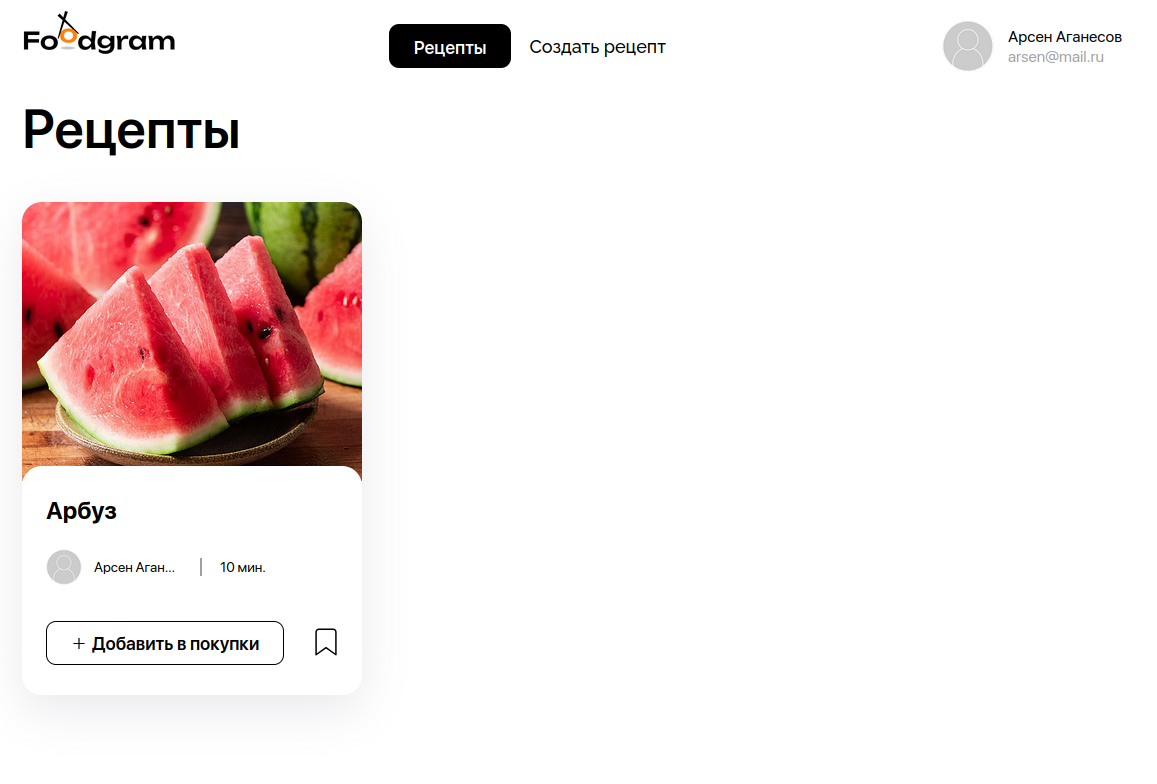 Foodgram
Рецепты
Создать рецепт
Арсен Аганесов
arsen@mail.ru
Рецепты
Арбуз
Арсен Аган...
10 мин.
+ Добавить в покупки